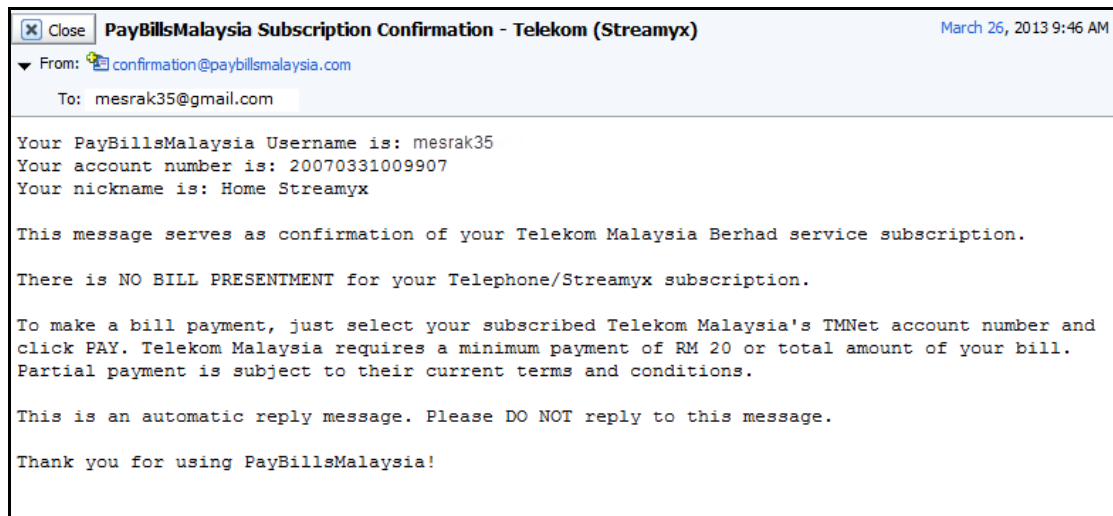 Close PayBillsMalaysia Subscription Confirmation - Telekom (Streamyx) March 26, 2013 9:46 AM
From: confirmation@paybillsmalaysia.com
To: mesrak35@gmail.com
Your PayBillsMalaysia Username is: mesrak35
Your account number is: 20070331009907
Your nickname is: Home Streamyx
This message serves as confirmation of your Telekom Malaysia Berhad service subscription.
There is NO BILL PRESENTMENT for your Telephone/Streamyx subscription.
To make a bill payment, just select your subscribed Telekom Malaysia's TMNet account number and
click PAY. Telekom Malaysia requires a minimum payment of RM 20 or total amount of your bill.
Partial payment is subject to their current terms and conditions.
This is an automatic reply message. Please DO NOT reply to this message.
Thank you for using PayBillsMalaysia!